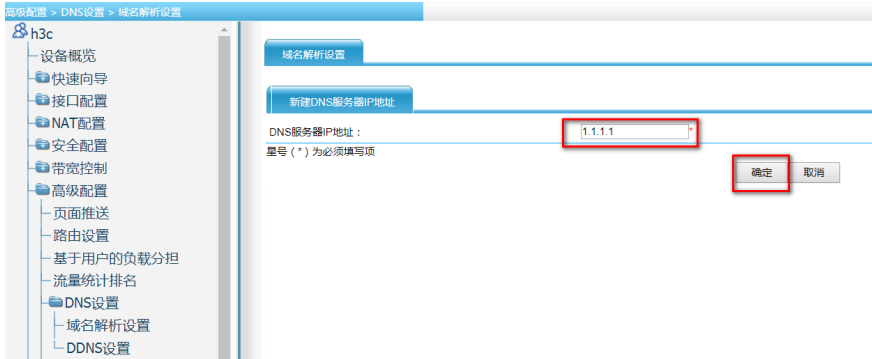 高级配置 > DNS设置 > 域名解析设置
h3c
设备概览
快速向导
接口配置
NAT配置
安全配置
带宽控制
高级配置
页面推送
路由设置
基于用户的负载分担
流量统计排名
DNS设置
域名解析设置
DDNS设置
域名解析设置
新建DNS服务器IP地址
DNS服务器IP地址： 1.1.1.1 *
星号 ( * ) 为必须填写项
确定 取消